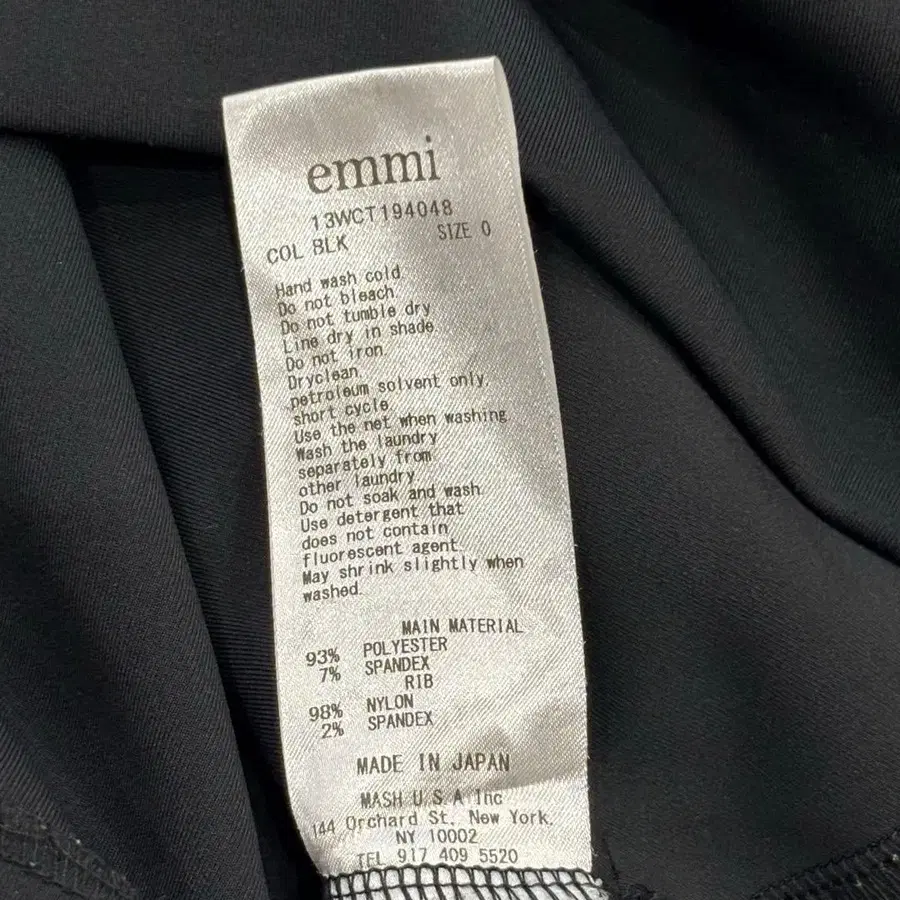 emmi
13WCT194048
COL BLK SIZE 0
Hand wash cold
Do not bleach
Do not tumble dry
Line dry in shade.
Do not iron.
Dryclean.
petroleum solvent only.
short cycle.
Use the net when washing
Wash the laundry
separately from
other laundry
Do not soak and wash.
Use detergent that
does not contain
fluorescent agent.
May shrink slightly when
washed.
MAIN MATERIAL
93% POLYESTER
7% SPANDEX
RIB
98% NYLON
2% SPANDEX
MADE IN JAPAN
MASH U.S.A Inc
144 Orchard St. New York.
NY 10002
TEL 917 409 5520